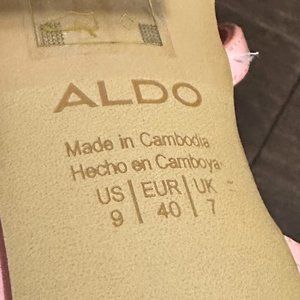 ALDO
Made in Cambodia
Hecho en Camboya
US | EUR | UK
9 | 40 | 7